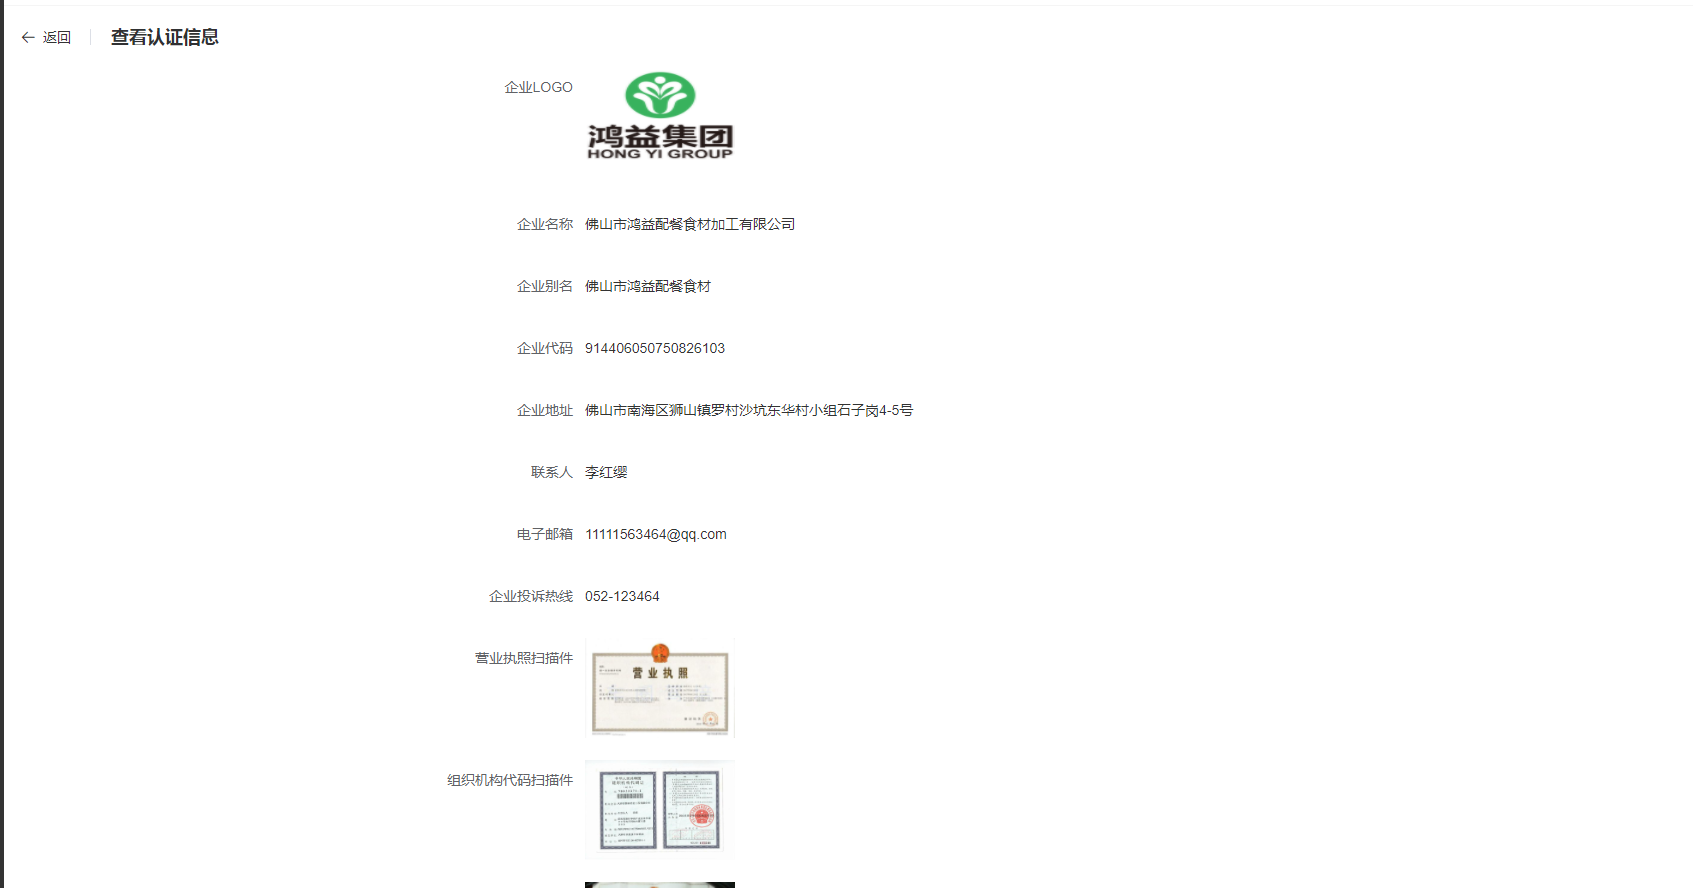 返回
查看认证信息
企业LOGO
鸿益集团
HONG YI GROUP
企业名称 佛山市鸿益配餐食材加工有限公司
企业别名 佛山市鸿益配餐食材
企业代码 914406050750826103
企业地址 佛山市南海区狮山镇罗村沙坑东华村小组石子岗4-5号
联系人 李红缨
电子邮箱 11111563464@qq.com
企业投诉热线 052-123464
营业执照扫描件
营业执照
组织机构代码扫描件